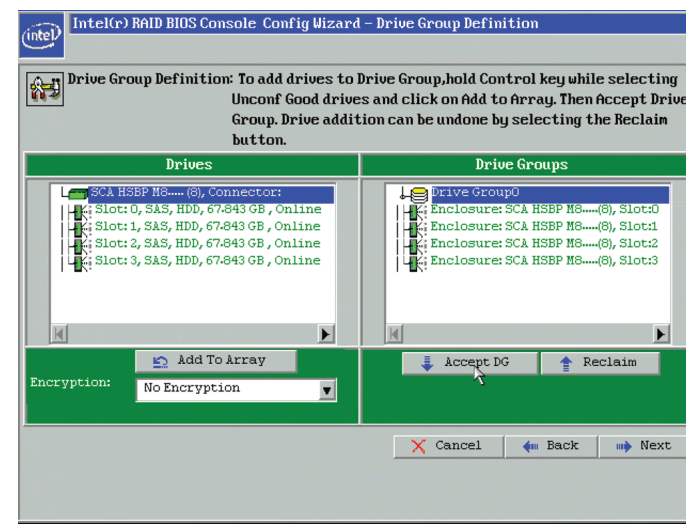 Intel(r) RAID BIOS Console Config Wizard – Drive Group Definition
intel
Drive Group Definition: To add drives to Drive Group,hold Control key while selecting
Unconf Good drives and click on Add to Array. Then Accept Drive
Group. Drive addition can be undone by selecting the Reclaim
button.
Drives
SCA HSBP M8..... (8), Connector:
Slot: 0, SAS, HDD, 67.843 GB , Online
Slot: 1, SAS, HDD, 67.843 GB , Online
Slot: 2, SAS, HDD, 67.843 GB , Online
Slot: 3, SAS, HDD, 67.843 GB , Online
Add To Array
Encryption:
No Encryption
Drive Groups
Drive Group0
Enclosure: SCA HSBP M8.....(8), Slot:0
Enclosure: SCA HSBP M8.....(8), Slot:1
Enclosure: SCA HSBP M8.....(8), Slot:2
Enclosure: SCA HSBP M8.....(8), Slot:3
Accept DG
Reclaim
Cancel
Back
Next